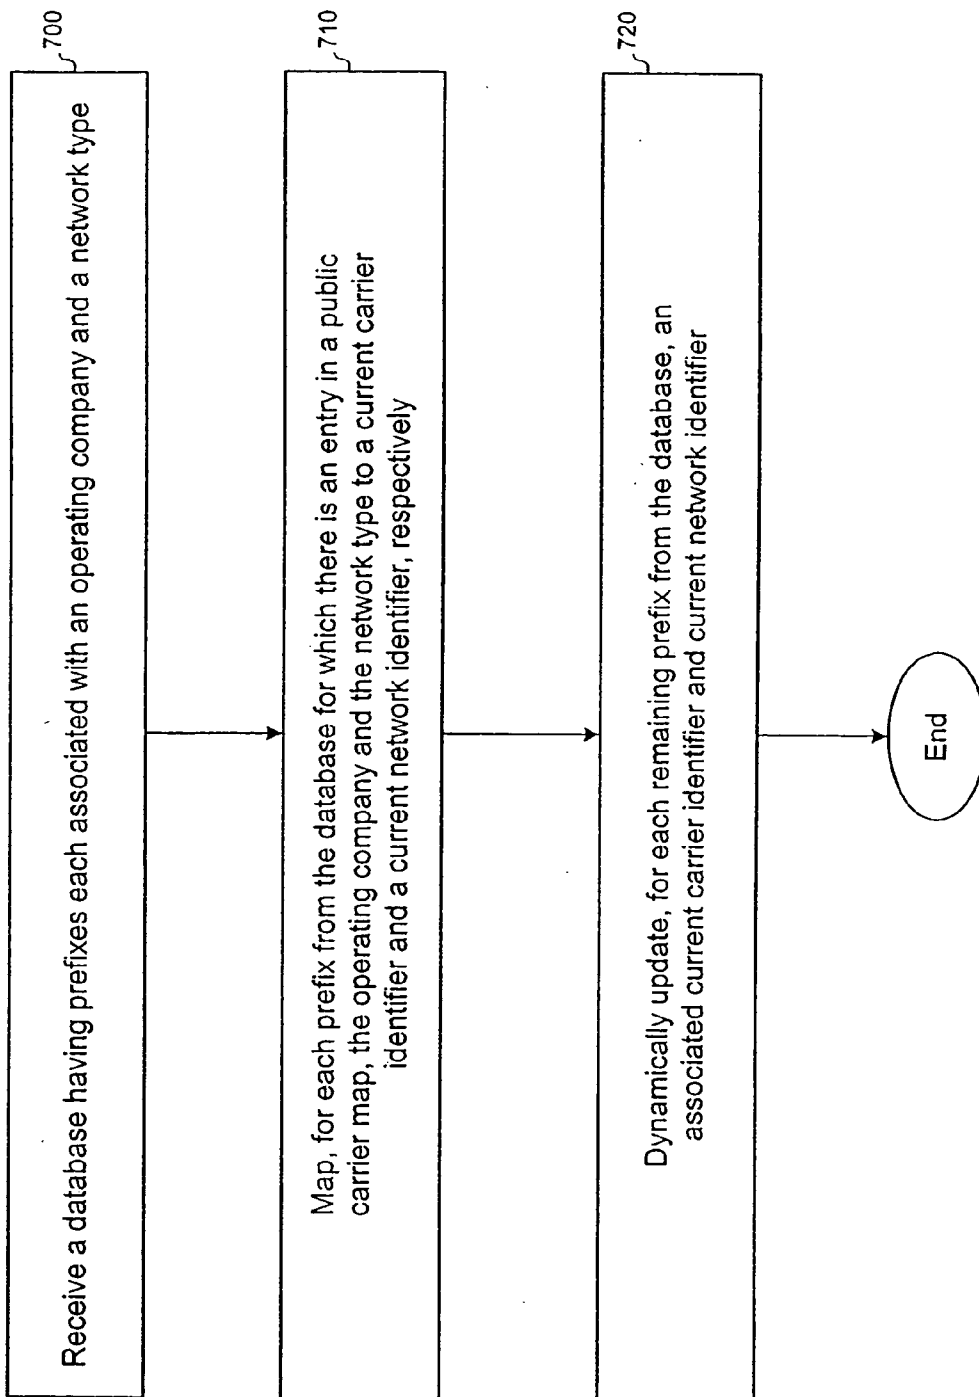 700
Receive a database having prefixes each associated with an operating company and a network type
710
Map, for each prefix from the database for which there is an entry in a public
carrier map, the operating company and the network type to a current carrier
identifier and a current network identifier, respectively
720
Dynamically update, for each remaining prefix from the database, an
associated current carrier identifier and current network identifier
End